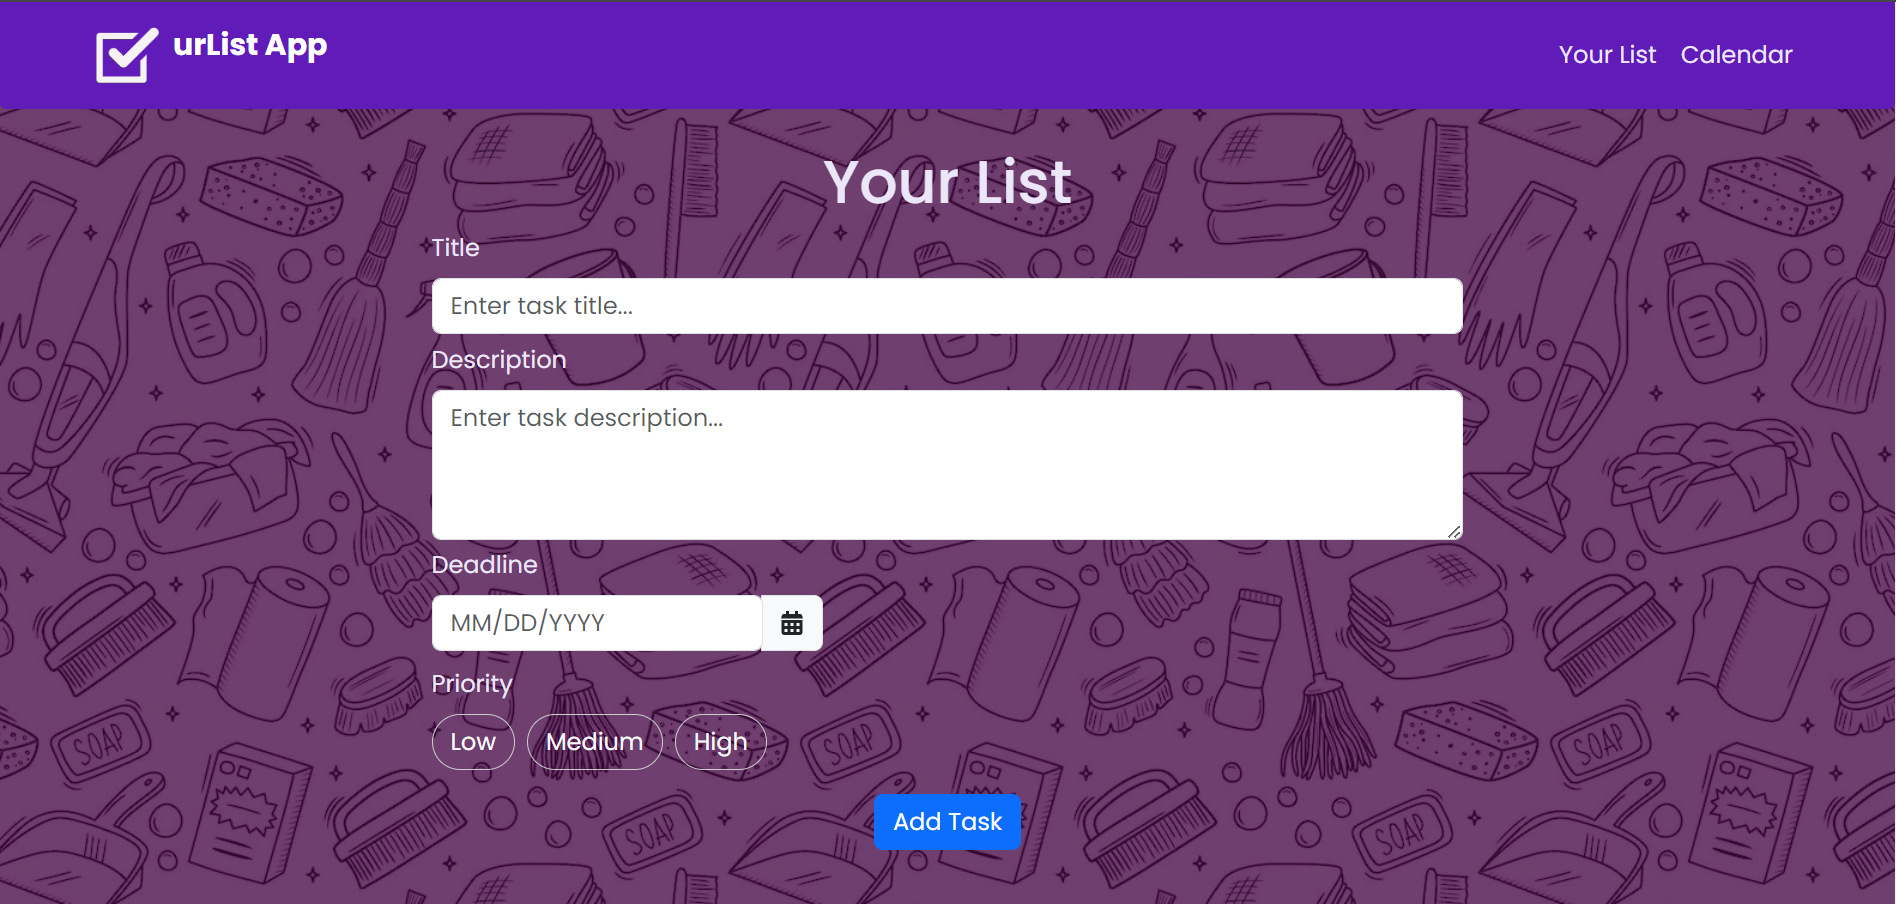 urList App
Your List Calendar
Your List
Title
Enter task title...
Description
Enter task description...
Deadline
MM/DD/YYYY
Priority
Low Medium High
SOAP SOAP SOAP
Add Task
SOAP SOAP